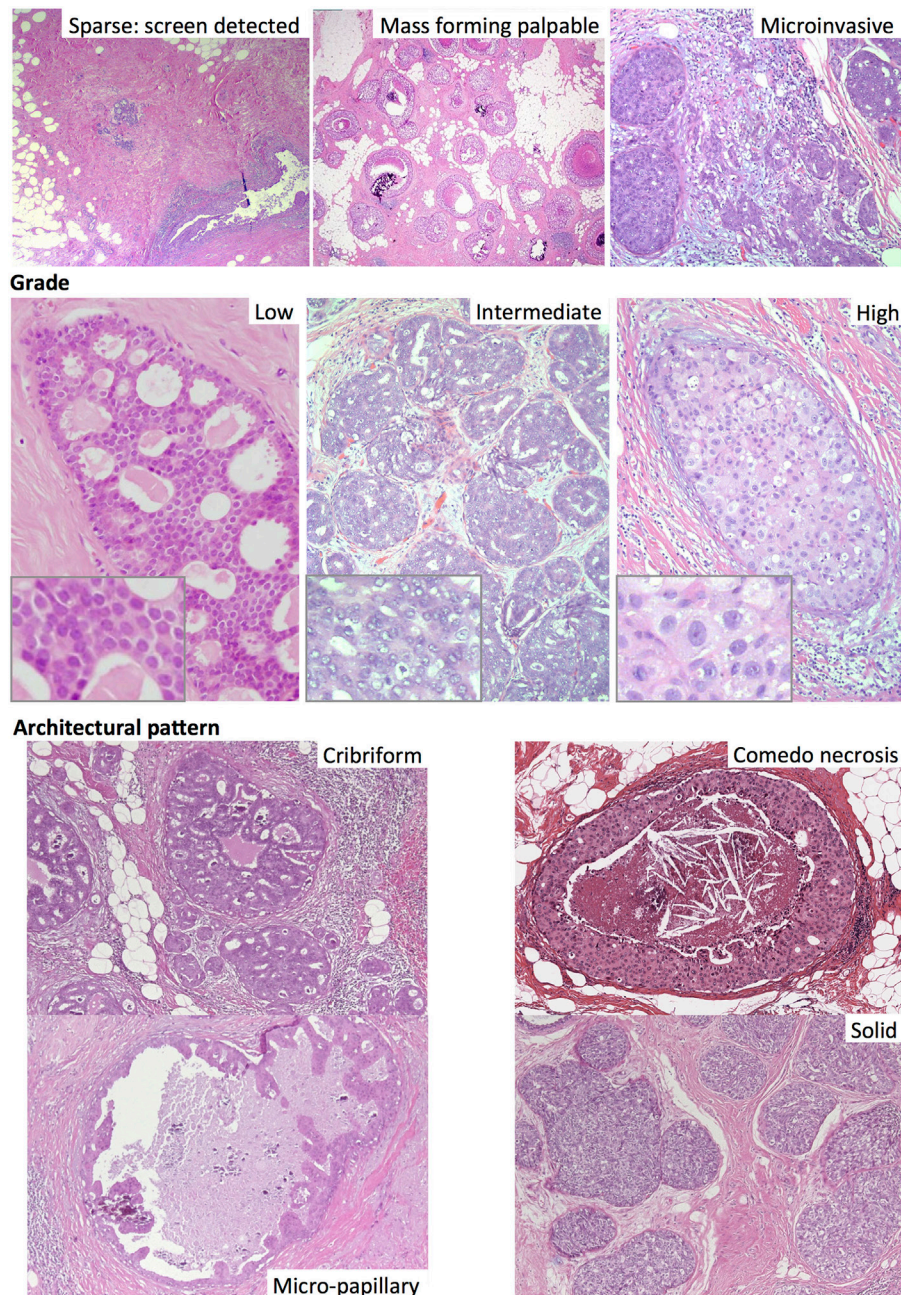 Sparse: screen detected
Mass forming palpable
Microinvasive
Grade
Low
Intermediate
High
Architectural pattern
Cribriform
Comedo necrosis
Micro-papillary
Solid